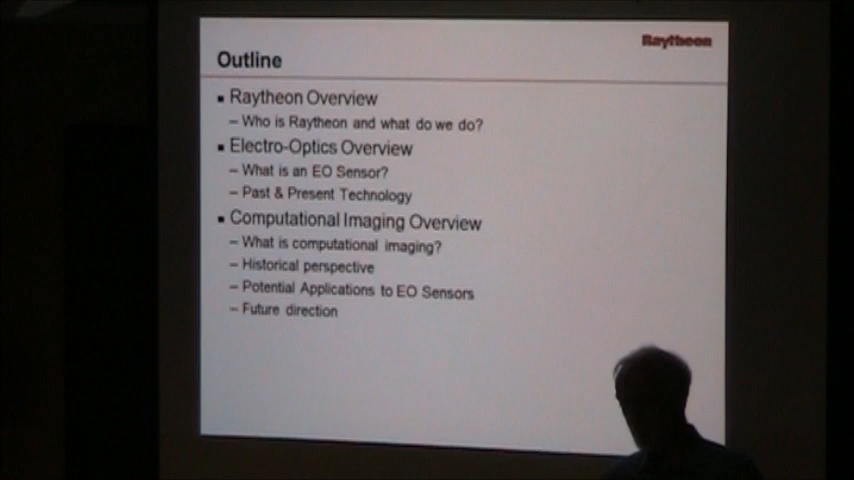 Raytheon
Outline
▪ Raytheon Overview
– Who is Raytheon and what do we do?
▪ Electro-Optics Overview
– What is an EO Sensor?
– Past & Present Technology
▪ Computational Imaging Overview
– What is computational imaging?
– Historical perspective
– Potential Applications to EO Sensors
– Future direction